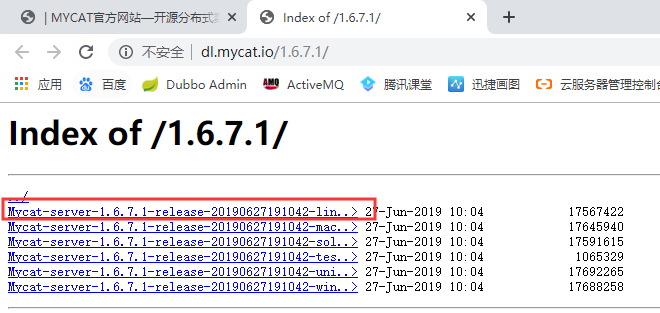 | MYCAT官方网站—开源分布式
Index of /1.6.7.1/
不安全 | dl.mycat.io/1.6.7.1/
应用 百度 Dubbo Admin ActiveMQ 腾讯课堂 迅捷画图 云服务器管理控制台
Index of /1.6.7.1/
../
Mycat-server-1.6.7.1-release-20190627191042-lin..> 27-Jun-2019 10:04 17567422
Mycat-server-1.6.7.1-release-20190627191042-mac..> 27-Jun-2019 10:04 17645940
Mycat-server-1.6.7.1-release-20190627191042-sol..> 27-Jun-2019 10:04 17591615
Mycat-server-1.6.7.1-release-20190627191042-tes..> 27-Jun-2019 10:04 1065329
Mycat-server-1.6.7.1-release-20190627191042-uni..> 27-Jun-2019 10:04 17692265
Mycat-server-1.6.7.1-release-20190627191042-win..> 27-Jun-2019 10:04 17688258